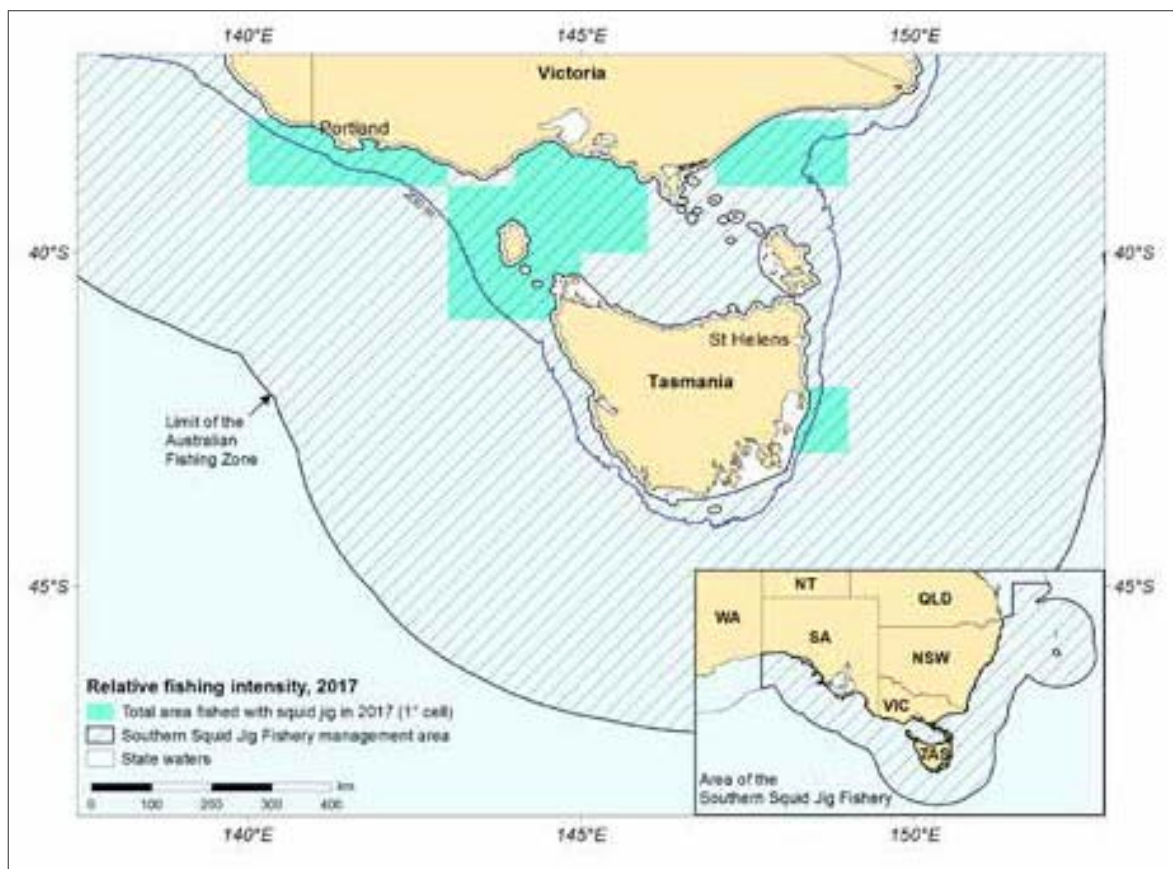 140°E 145°E 150°E
Victoria
Portland
200 m
40°S 40°S
St Helens
Tasmania
Limit of the
Australian
Fishing Zone
45°S 45°S
NT
WA
QLD
SA
NSW
VIC
TAS
Area of the
Southern Squid Jig Fishery
Relative fishing intensity, 2017
Total area fished with squid jig in 2017 (1° cell)
Southern Squid Jig Fishery management area
State waters
km
0 100 200 300 400
140°E 145°E 150°E